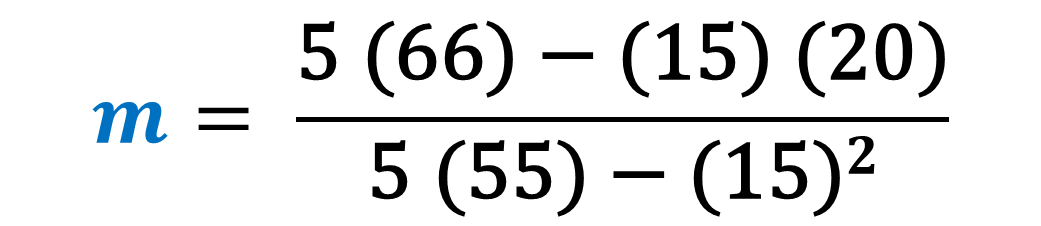 m = 5 (66) − (15) (20)
5 (55) − (15)²